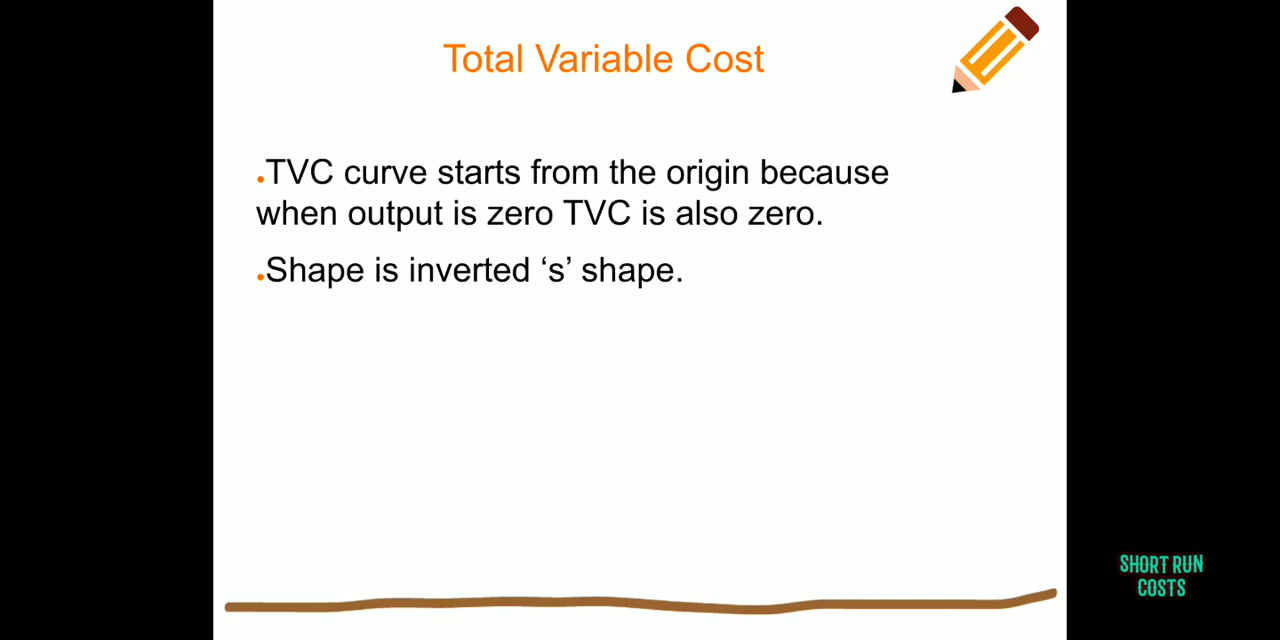 Total Variable Cost
.TVC curve starts from the origin because
when output is zero TVC is also zero.
.Shape is inverted ‘s’ shape.
SHORT RUN
COSTS